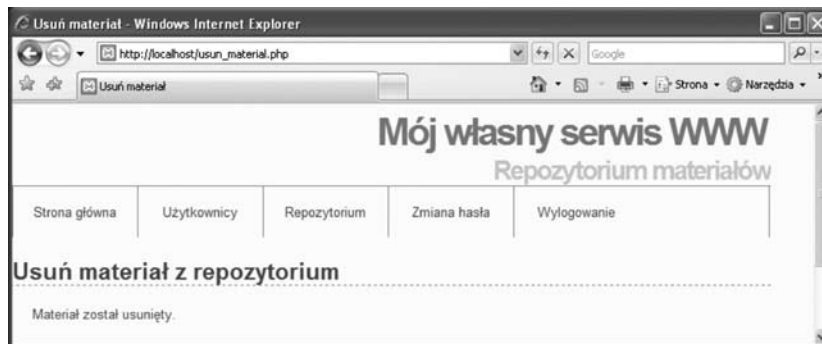 Usuń materiał - Windows Internet Explorer
http://localhost/usun_material.php
Google
Usuń materiał
Strona
Narzędzia
Mój własny serwis WWW
Repozytorium materiałów
Strona główna
Użytkownicy
Repozytorium
Zmiana hasła
Wylogowanie
Usuń materiał z repozytorium
Materiał został usunięty.